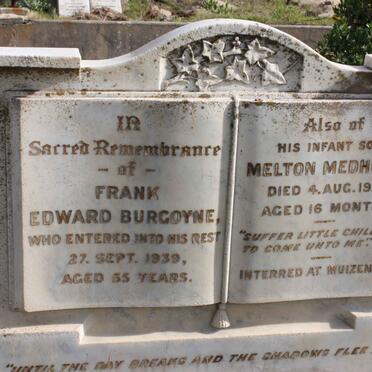 IN
Sacred Remembrance
of
FRANK
EDWARD BURGOYNE,
WHO ENTERED INTO HIS REST
27. SEPT. 1939,
AGED 55 YEARS.
Also of
HIS INFANT SO
MELTON MEDH
DIED 4. AUG. 19
AGED 16 MONT
"SUFFER LITTLE CHIL
TO COME UNTO ME"
INTERRED AT MUIZEN
"UNTIL THE DAY BREAKS AND THE SHADOWS FLEE